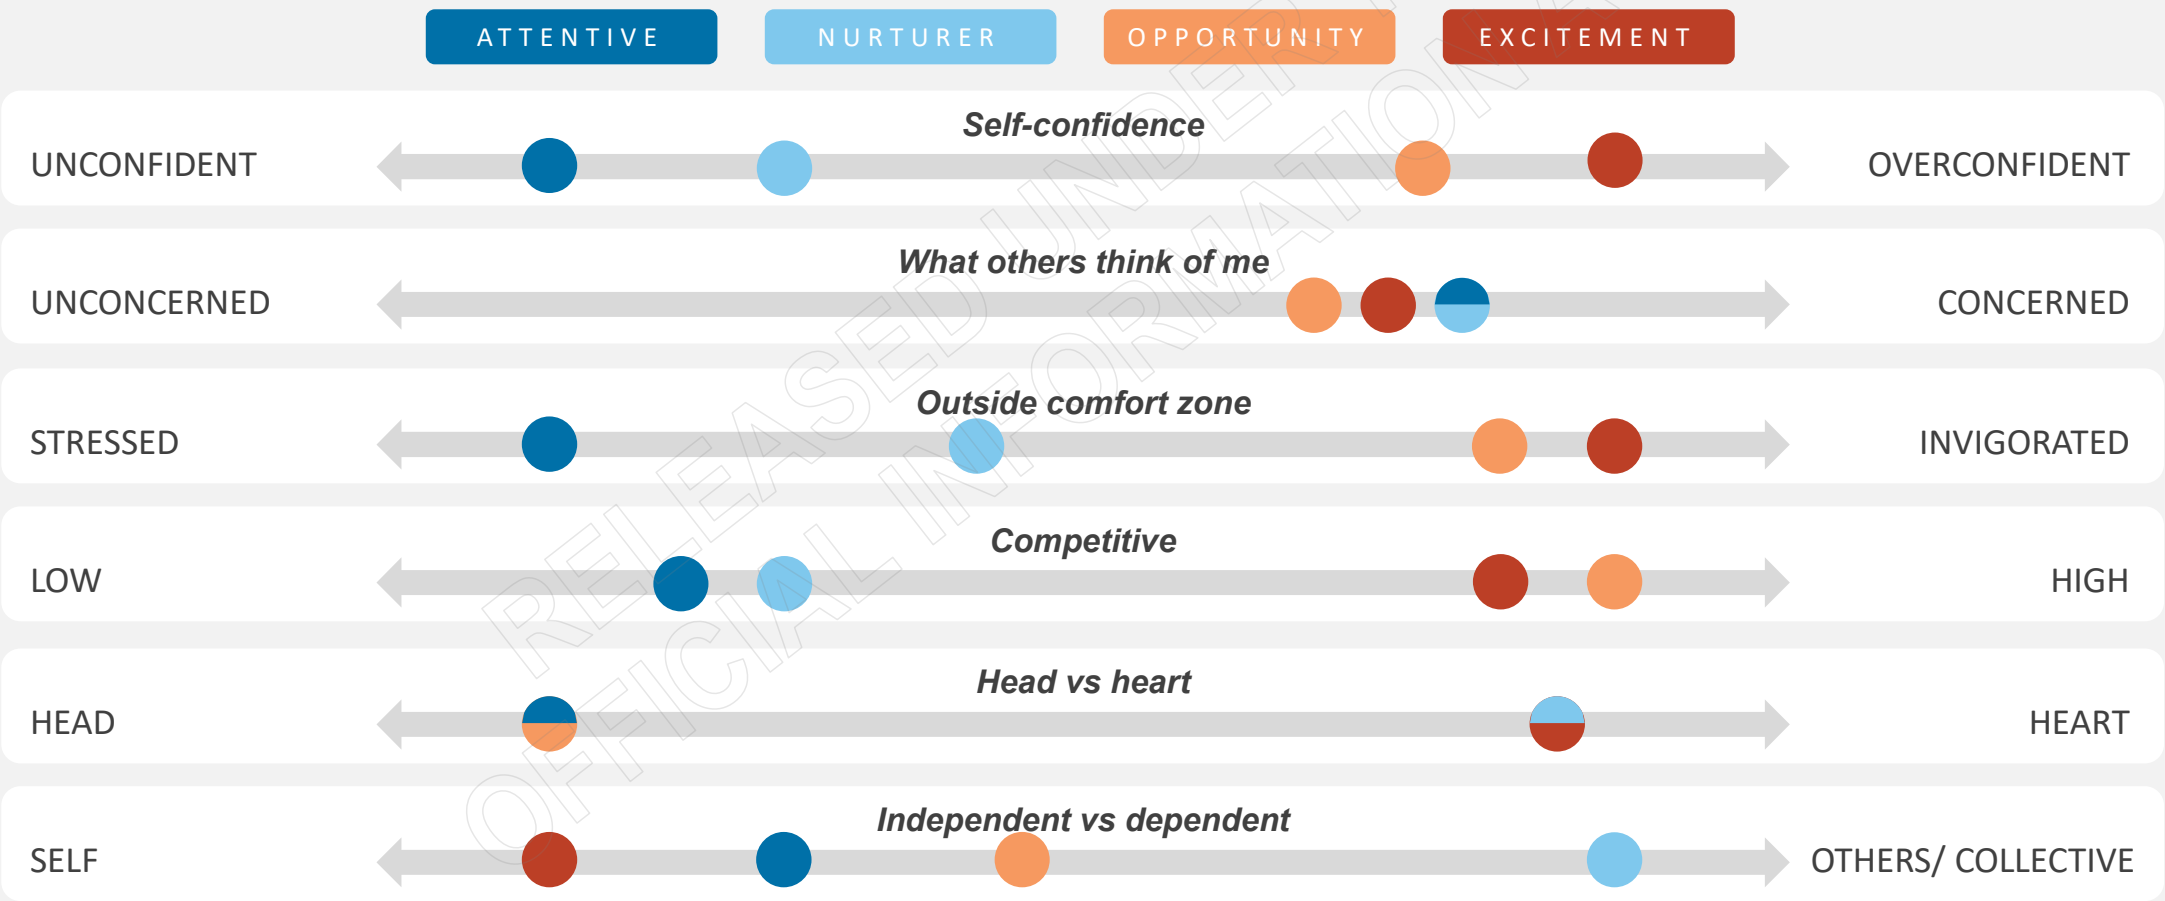 ATTENTIVE
NURTURER
OPPORTUNITY
EXCITEMENT
Self-confidence
UNCONFIDENT
OVERCONFIDENT
What others think of me
UNCONCERNED
CONCERNED
Outside comfort zone
STRESSED
INVIGORATED
Competitive
LOW
HIGH
Head vs heart
HEAD
HEART
Independent vs dependent
SELF
OTHERS/ COLLECTIVE
RELEASED UNDER
OFFICIAL INFORMATION